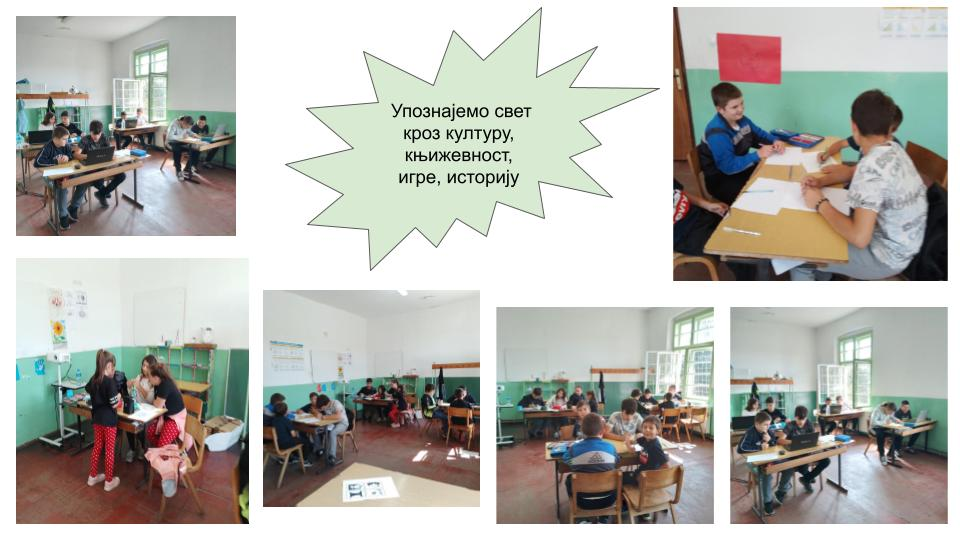 Упознајемо свет
кроз културу,
књижевност,
игре, историју